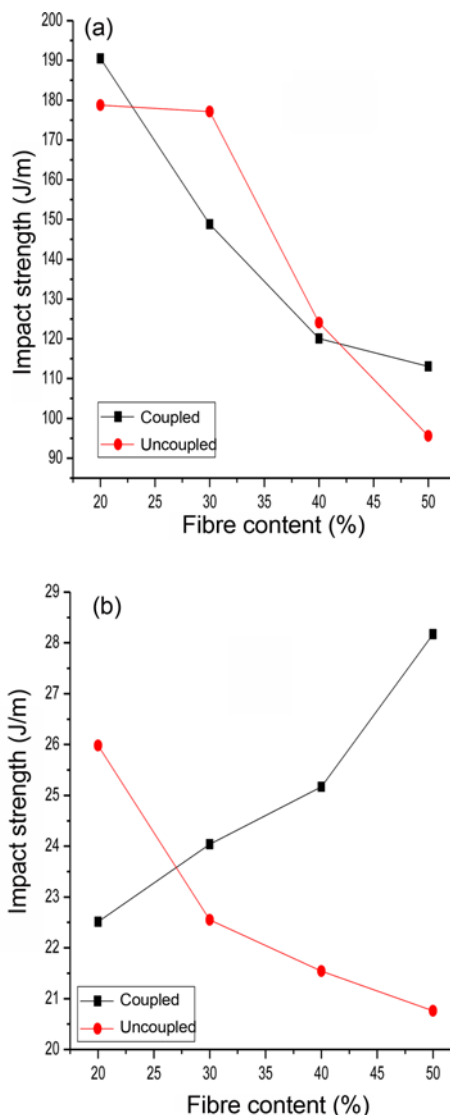 (a)
Impact strength (J/m)
200
190
180
170
160
150
140
130
120
110
100
90
Coupled
Uncoupled
20 25 30 35 40 45 50
Fibre content (%)
(b)
Impact strength (J/m)
29
28
27
26
25
24
23
22
21
20
Coupled
Uncoupled
20 25 30 35 40 45 50
Fibre content (%)